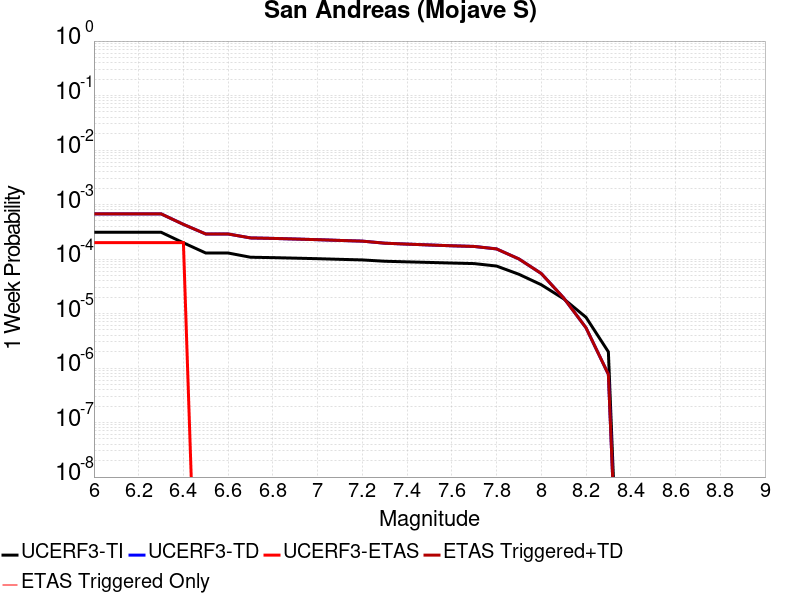 San Andreas (Mojave S)
10 0
10 -1
10 -2
10 -3
10 -4
10 -5
10 -6
10 -7
10 -8
1 Week Probability
6 6.2 6.4 6.6 6.8 7 7.2 7.4 7.6 7.8 8 8.2 8.4 8.6 8.8 9
Magnitude
UCERF3-TI UCERF3-TD UCERF3-ETAS ETAS Triggered+TD
ETAS Triggered Only